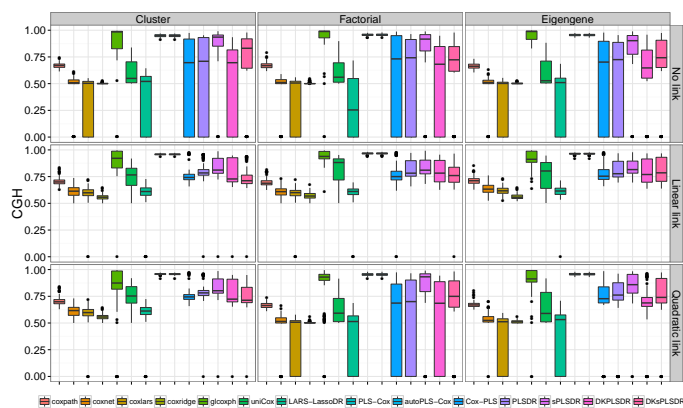 Cluster Factorial Eigengene
1.00
0.75
0.50
0.25
0.00
No link
1.00
0.75
0.50
0.25
0.00
Linear link
1.00
0.75
0.50
0.25
0.00
Quadratic link
CGH
coxpath coxnet coxlars coxridge glcoxph uniCox LARS-LassoDR PLS-Cox autoPLS-Cox Cox-PLS PLSDR sPLSDR DKPLSDR DKsPLSDR